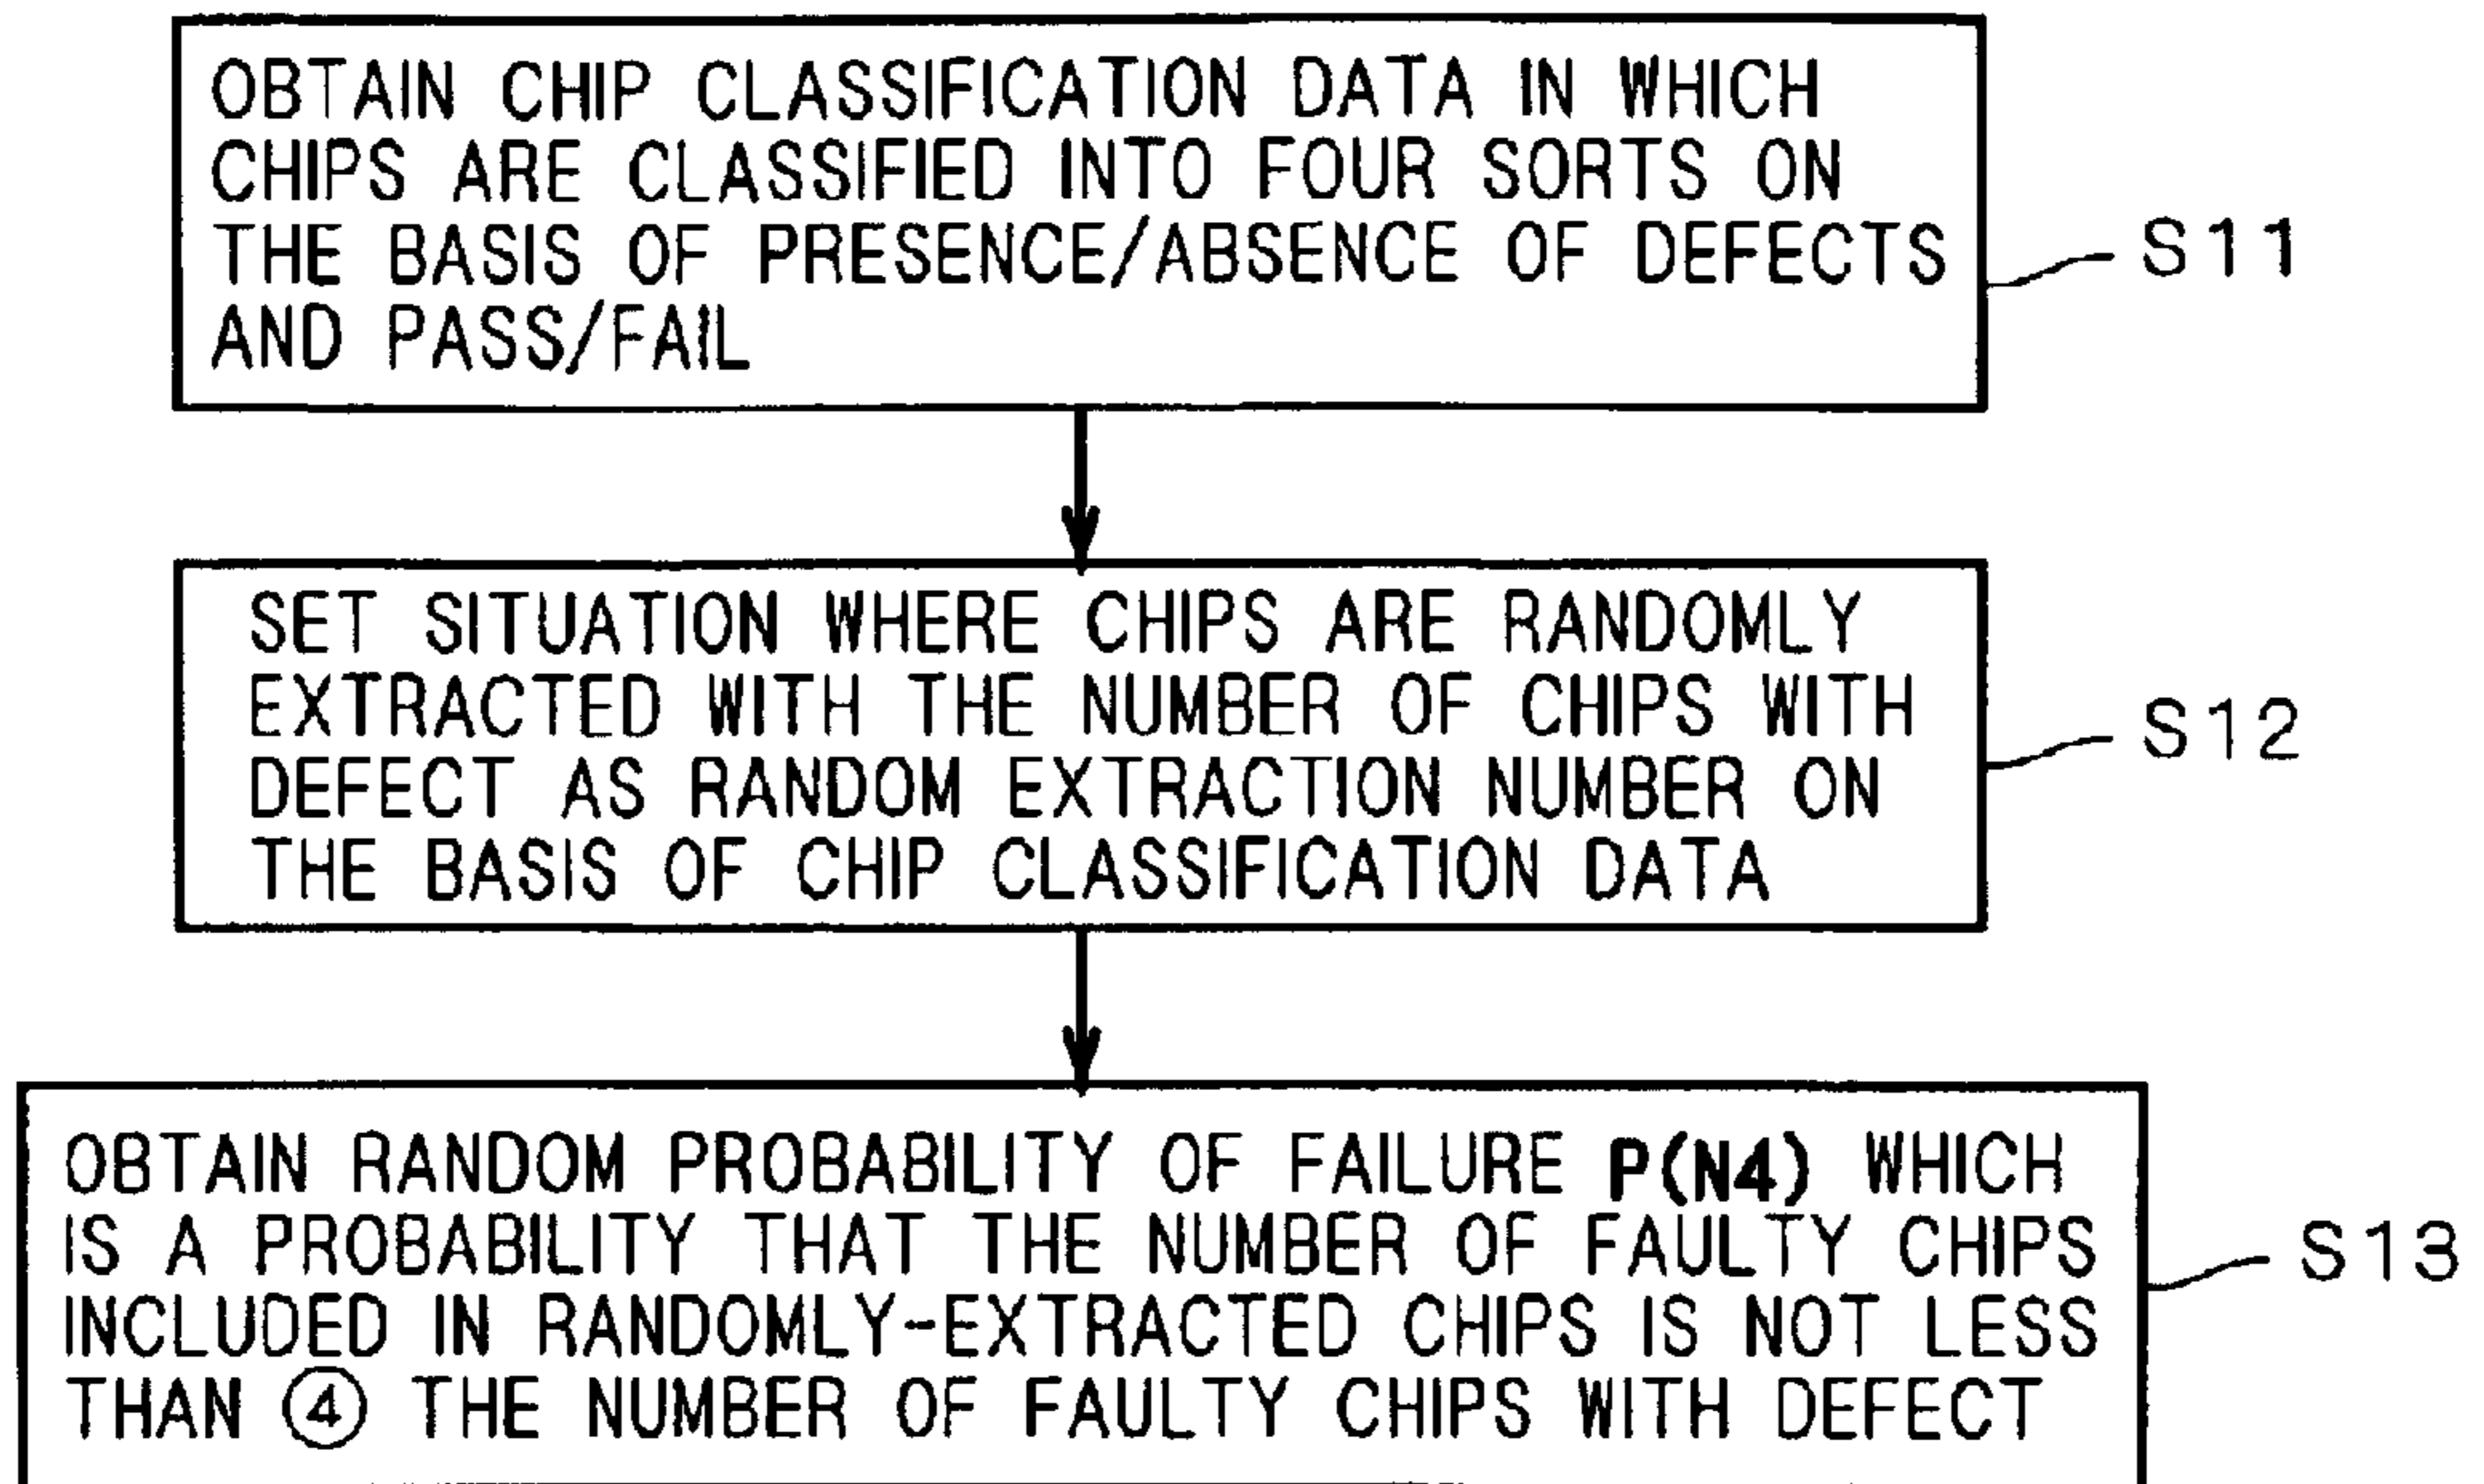 OBTAIN CHIP CLASSIFICATION DATA IN WHICH
CHIPS ARE CLASSIFIED INTO FOUR SORTS ON
THE BASIS OF PRESENCE/ABSENCE OF DEFECTS
AND PASS/FAIL
S11
SET SITUATION WHERE CHIPS ARE RANDOMLY
EXTRACTED WITH THE NUMBER OF CHIPS WITH
DEFECT AS RANDOM EXTRACTION NUMBER ON
THE BASIS OF CHIP CLASSIFICATION DATA
S12
OBTAIN RANDOM PROBABILITY OF FAILURE P(N4) WHICH
IS A PROBABILITY THAT THE NUMBER OF FAULTY CHIPS
INCLUDED IN RANDOMLY-EXTRACTED CHIPS IS NOT LESS
THAN ④ THE NUMBER OF FAULTY CHIPS WITH DEFECT
S13